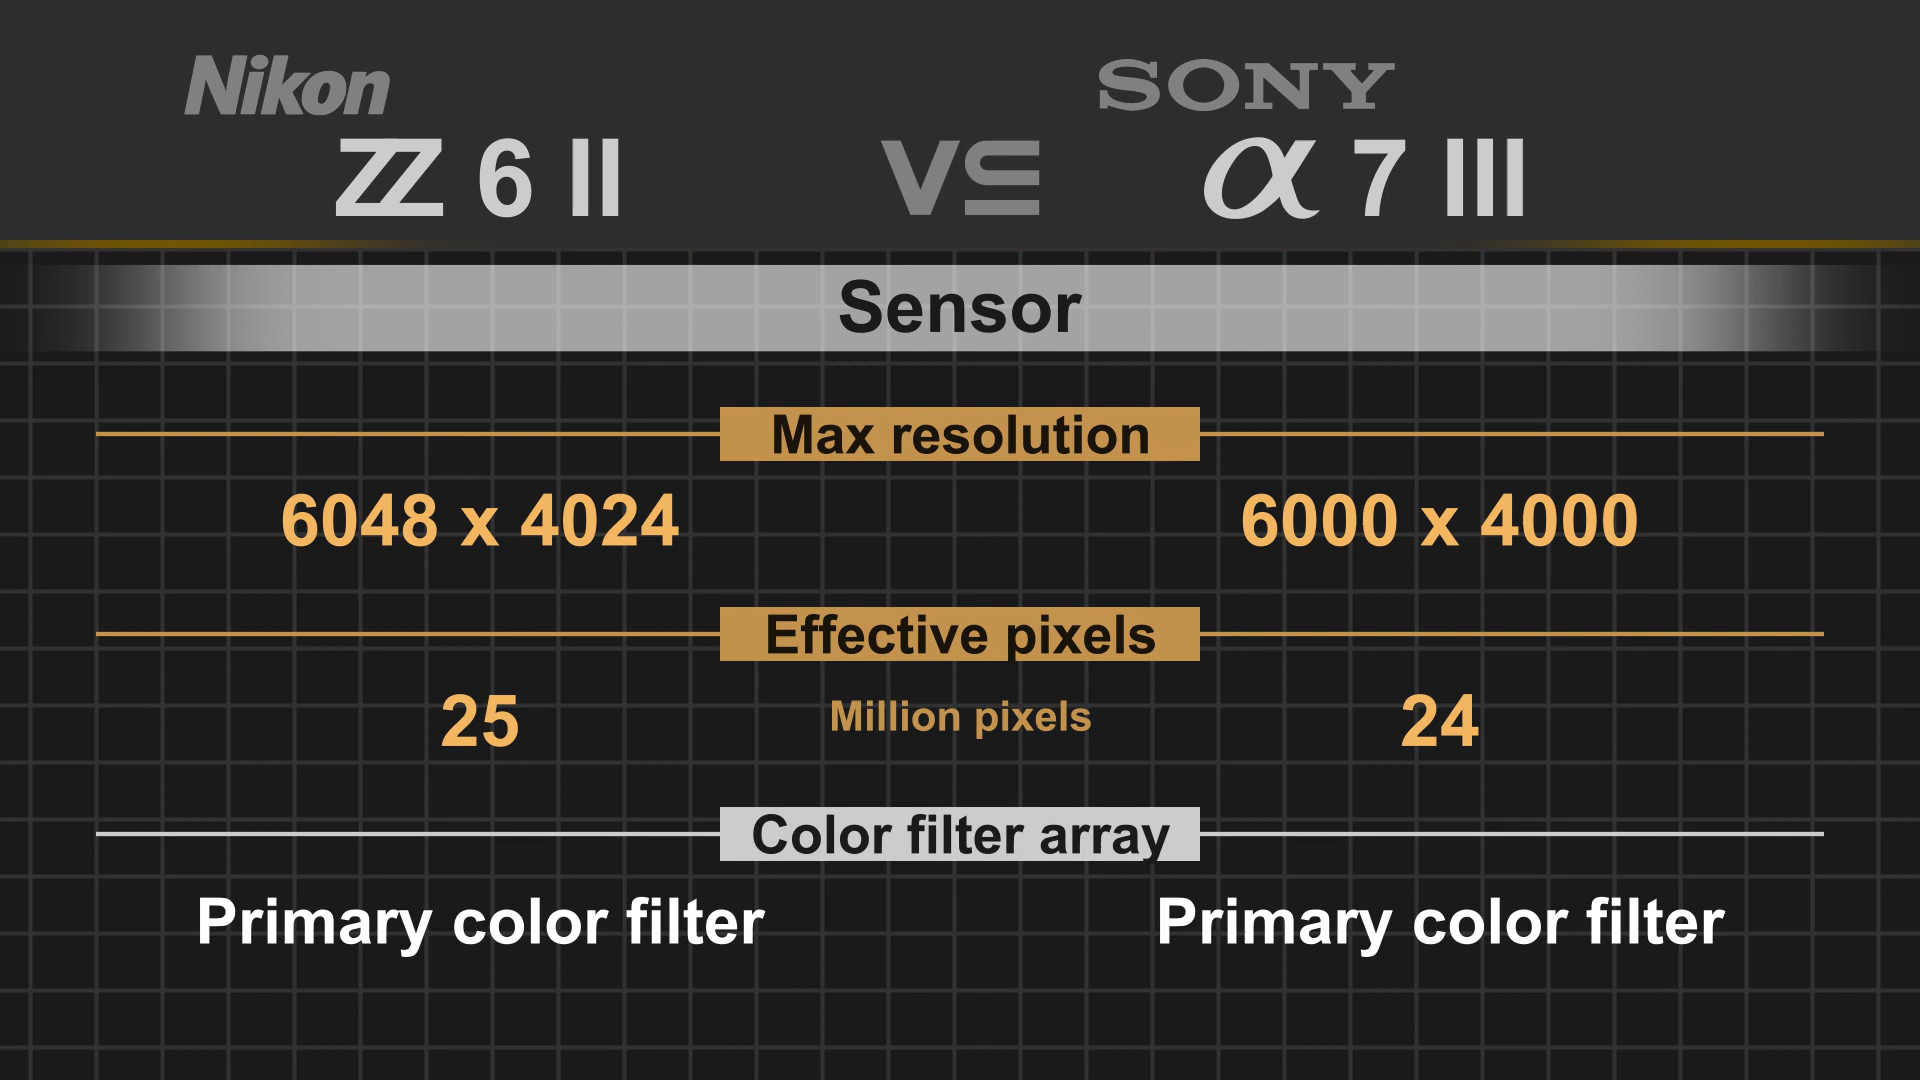 Nikon
Z 6 II
VS
SONY
α 7 III
Sensor
Max resolution
6048 x 4024
6000 x 4000
Effective pixels
25
Million pixels
24
Color filter array
Primary color filter
Primary color filter